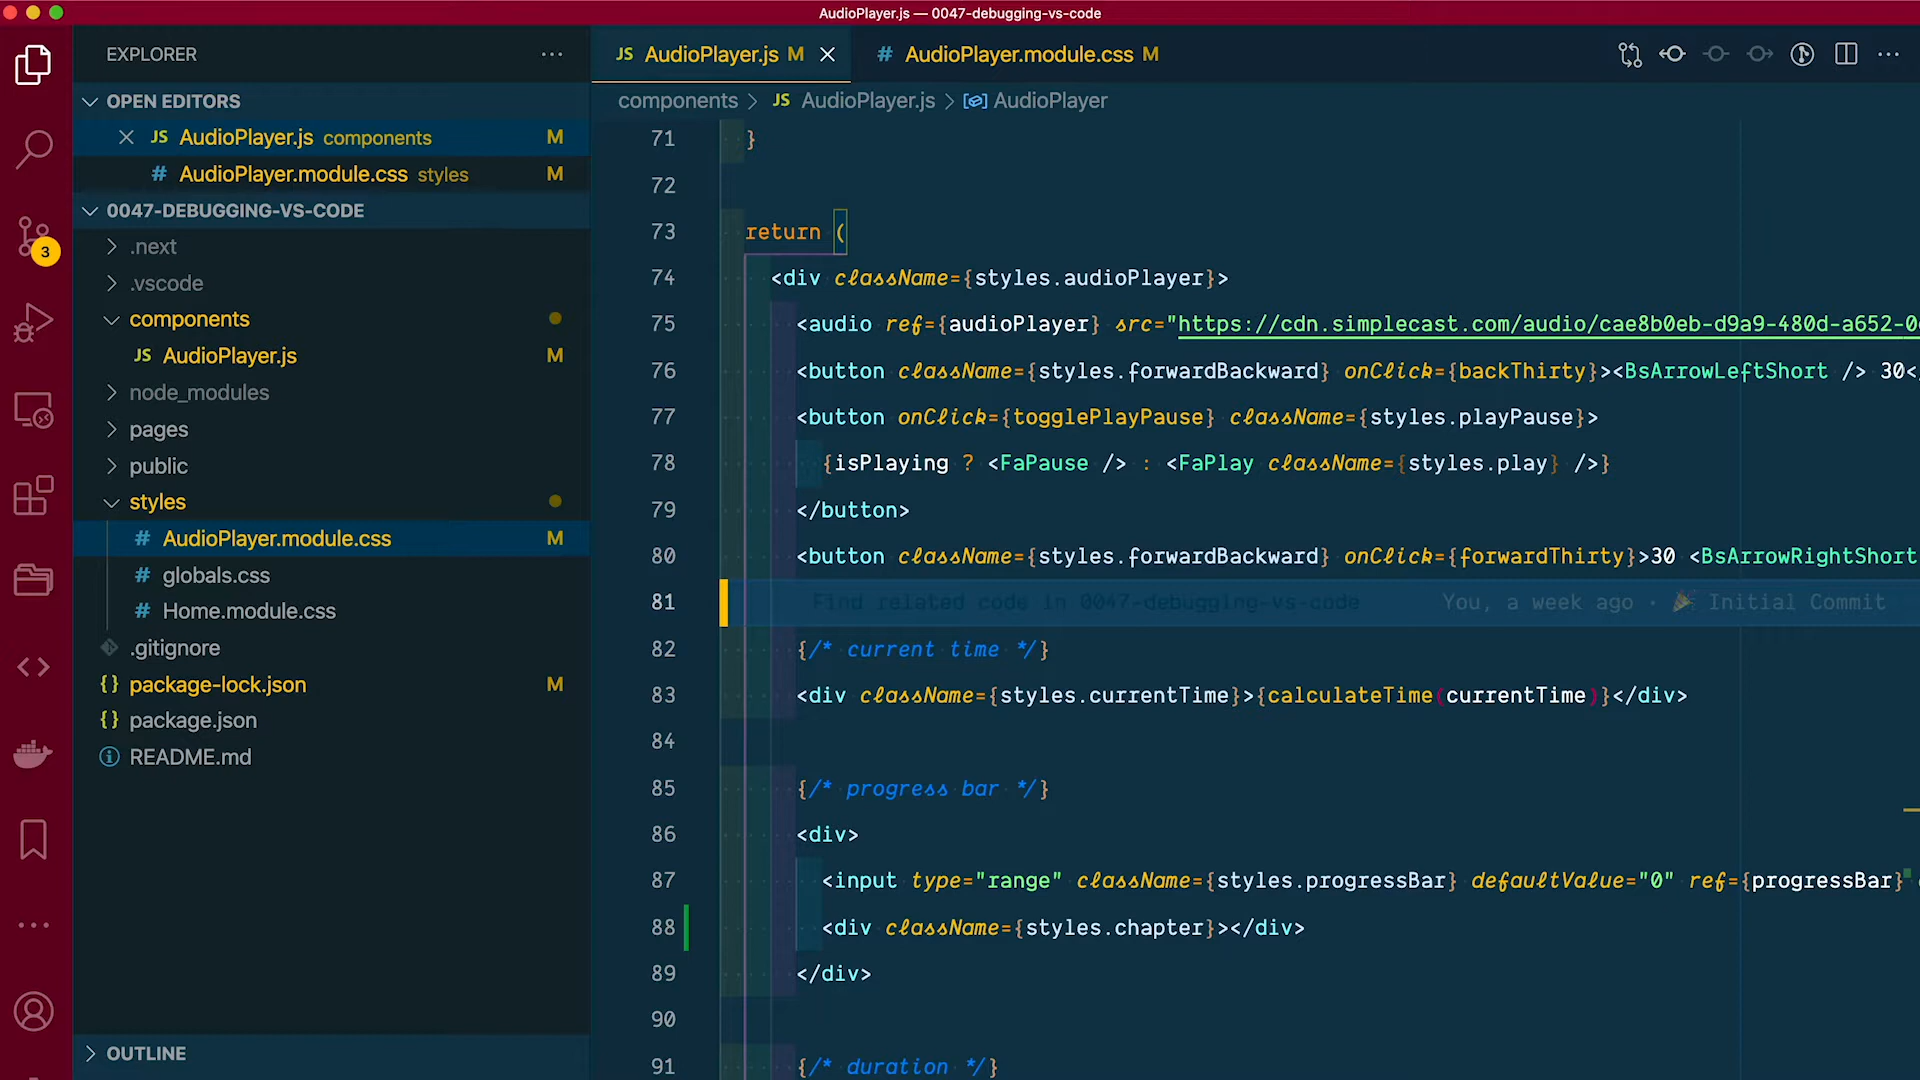 AudioPlayer.js — 0047-debugging-vs-code
EXPLORER
OPEN EDITORS
JS AudioPlayer.js components M
# AudioPlayer.module.css styles M
0047-DEBUGGING-VS-CODE
.next
.vscode
components
JS AudioPlayer.js M
node_modules
pages
public
styles
# AudioPlayer.module.css M
# globals.css
# Home.module.css
.gitignore
{} package-lock.json M
{} package.json
README.md
OUTLINE
3
JS AudioPlayer.js M
# AudioPlayer.module.css M
components > JS AudioPlayer.js > AudioPlayer
71 }
72
73 return (
74 <div className={styles.audioPlayer}>
75 <audio ref={audioPlayer} src="https://cdn.simplecast.com/audio/cae8b0eb-d9a9-480d-a652-0
76 <button className={styles.forwardBackward} onClick={backThirty}><BsArrowLeftShort /> 30<
77 <button onClick={togglePlayPause} className={styles.playPause}>
78 {isPlaying ? <FaPause /> : <FaPlay className={styles.play} />}
79 </button>
80 <button className={styles.forwardBackward} onClick={forwardThirty}>30 <BsArrowRightShort
81 Find related code in 0047-debugging-vs-code You, a week ago · 🎉 Initial Commit
82 {/* current time */}
83 <div className={styles.currentTime}>{calculateTime(currentTime)}</div>
84
85 {/* progress bar */}
86 <div>
87 <input type="range" className={styles.progressBar} defaultValue="0" ref={progressBar}
88 <div className={styles.chapter}></div>
89 </div>
90
91 {/* duration */}